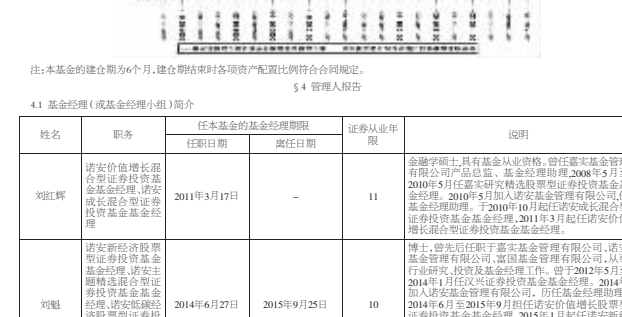 注:本基金的建仓期为6个月,建仓期结束时各项资产配置比例符合合同规定。
§4 管理人报告
4.1 基金经理(或基金经理小组)简介
姓名
职务
任本基金的基金经理期限
任职日期
离任日期
证券从业年
限
说明
刘红辉
诺安价值增长混
合型证券投资基
金基金经理、诺安
成长混合型证券
投资基金基金经
理
2011年3月17日
-
11
金融学硕士,具有基金从业资格。曾任嘉实基金管
有限公司产品总监、基金经理助理,2008年5月
2010年5月任嘉实研究精选股票型证券投资基金
金经理。2010年5月加入诺安基金管理有限公司,
基金经理助理。于2010年10月起任诺安成长混合
证券投资基金基金经理,2011年3月起任诺安价
增长混合型证券投资基金基金经理。
刘魁
诺安新经济股票
型证券投资基金
基金经理、诺安主
题精选混合型证
券投资基金基金
经理、诺安低碳经
济股票型证券投
2014年6月27日
2015年9月25日
10
博士,曾先后任职于嘉实基金管理有限公司、诺
基金管理有限公司、富国基金管理有限公司,从
行业研究、投资及基金经理工作。曾于2012年5月
2014年1月任汉兴证券投资基金基金经理。2014
加入诺安基金管理有限公司,历任基金经理助理
2014年6月至2015年9月担任诺安价值增长股票
证券投资基金基金经理,2015年1月起任诺安新